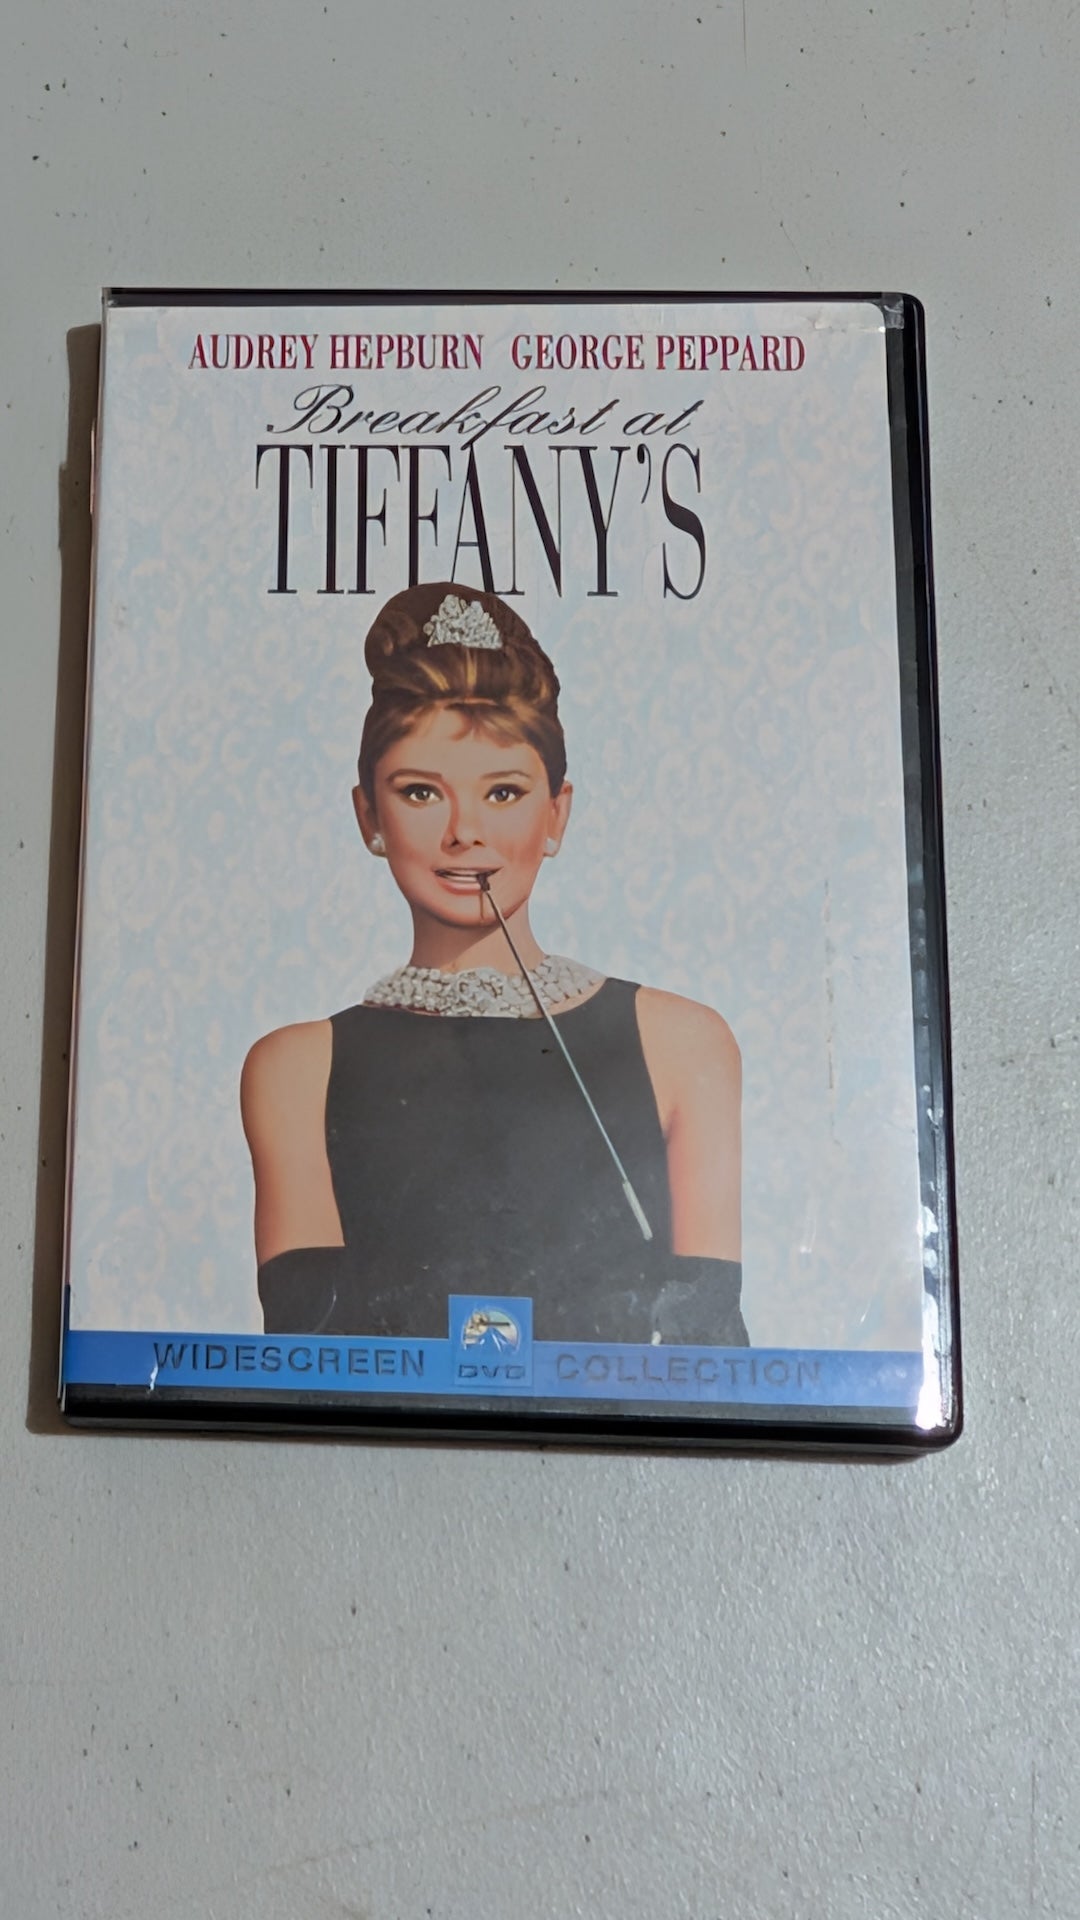 AUDREY HEPBURN GEORGE PEPPARD
Breakfast at
TIFFANY'S
WIDESCREEN DVD COLLECTION